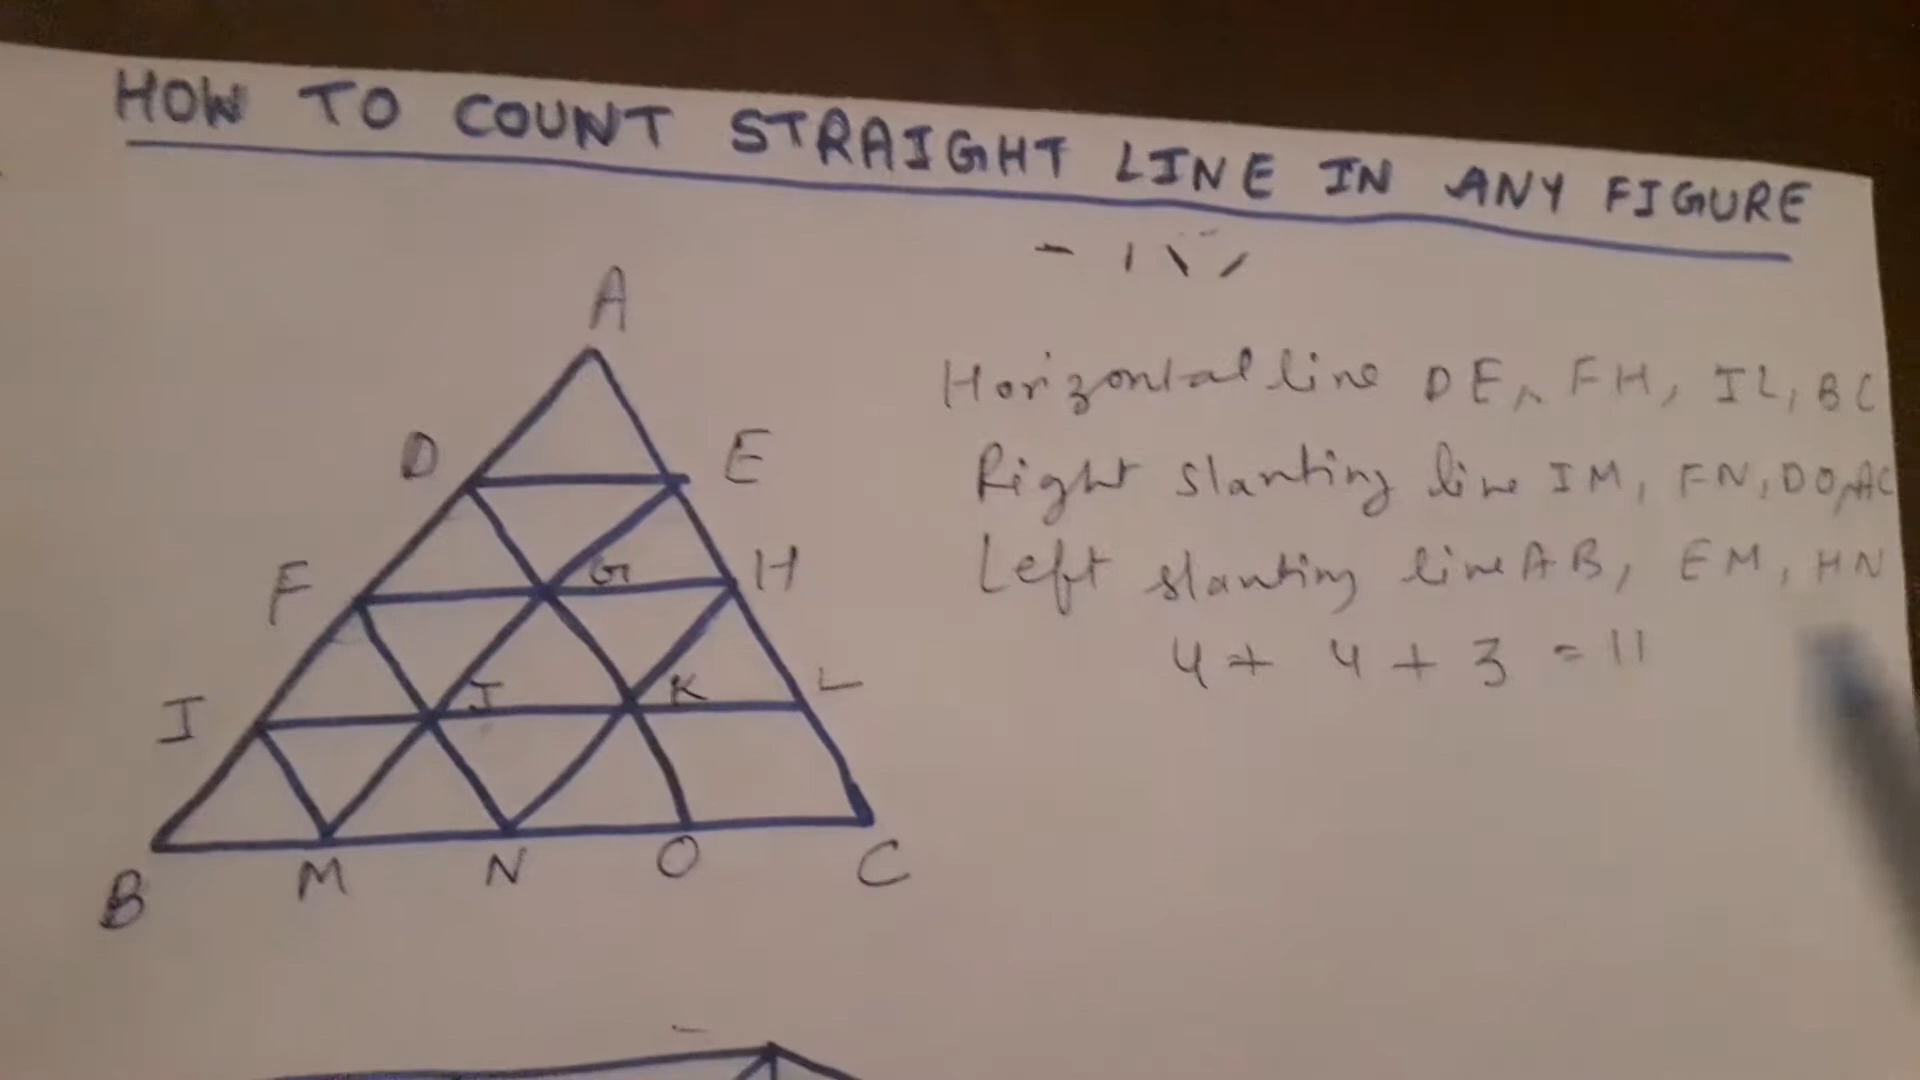 HOW TO COUNT STRAIGHT LINE IN ANY FIGURE
- | \ /
A
D E
F G H
I J K L
B M N O C
Horizontal line DE, FH, IL, BC
Right slanting line IM, FN, DO, AC
Left slanting line AB, EM, HN
4 + 4 + 3 = 11